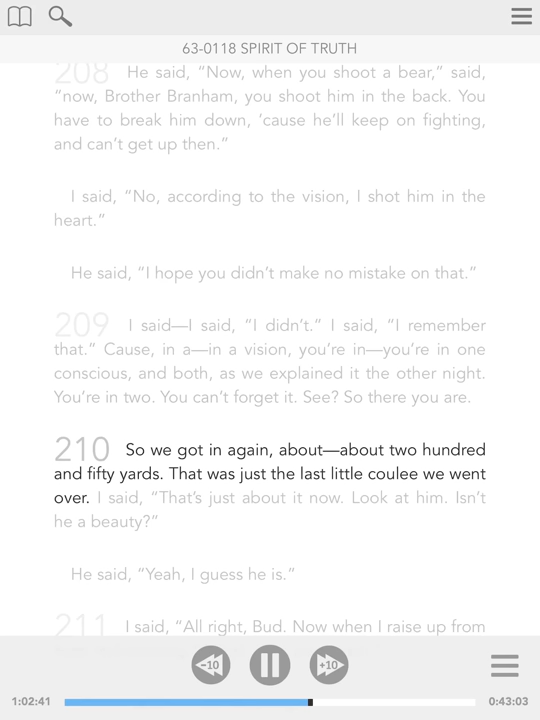 63-0118 SPIRIT OF TRUTH
208 He said, “Now, when you shoot a bear,” said,
“now, Brother Branham, you shoot him in the back. You
have to break him down, ’cause he’ll keep on fighting,
and can’t get up then.”
I said, “No, according to the vision, I shot him in the
heart.”
He said, “I hope you didn’t make no mistake on that.”
209 I said—I said, “I didn’t.” I said, “I remember
that.” Cause, in a—in a vision, you’re in—you’re in one
conscious, and both, as we explained it the other night.
You’re in two. You can’t forget it. See? So there you are.
210 So we got in again, about—about two hundred
and fifty yards. That was just the last little coulee we went
over. I said, “That’s just about it now. Look at him. Isn’t
he a beauty?”
He said, “Yeah, I guess he is.”
211 I said, “All right, Bud. Now when I raise up from
-10 +10
1:02:41 0:43:03